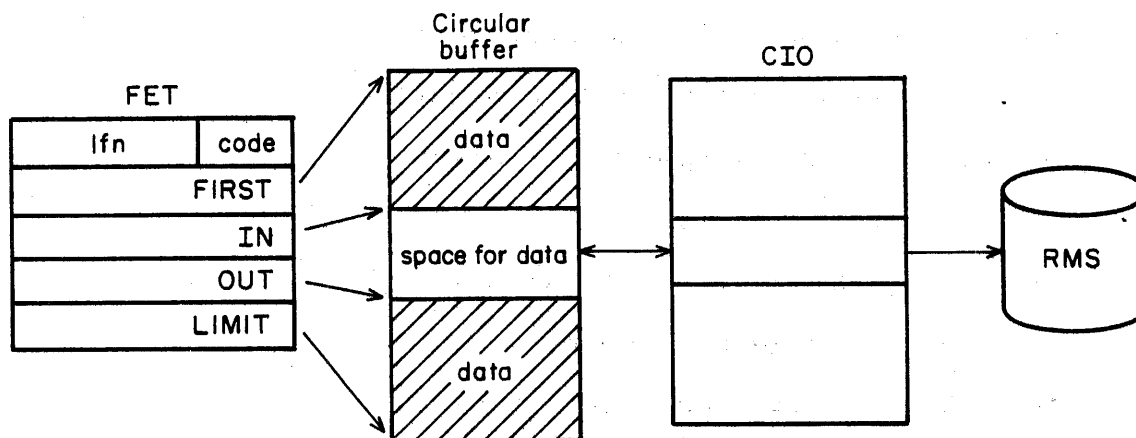 Circular
buffer
CIO
FET
lfn code
data
FIRST
IN
space for data
RMS
OUT
LIMIT
data